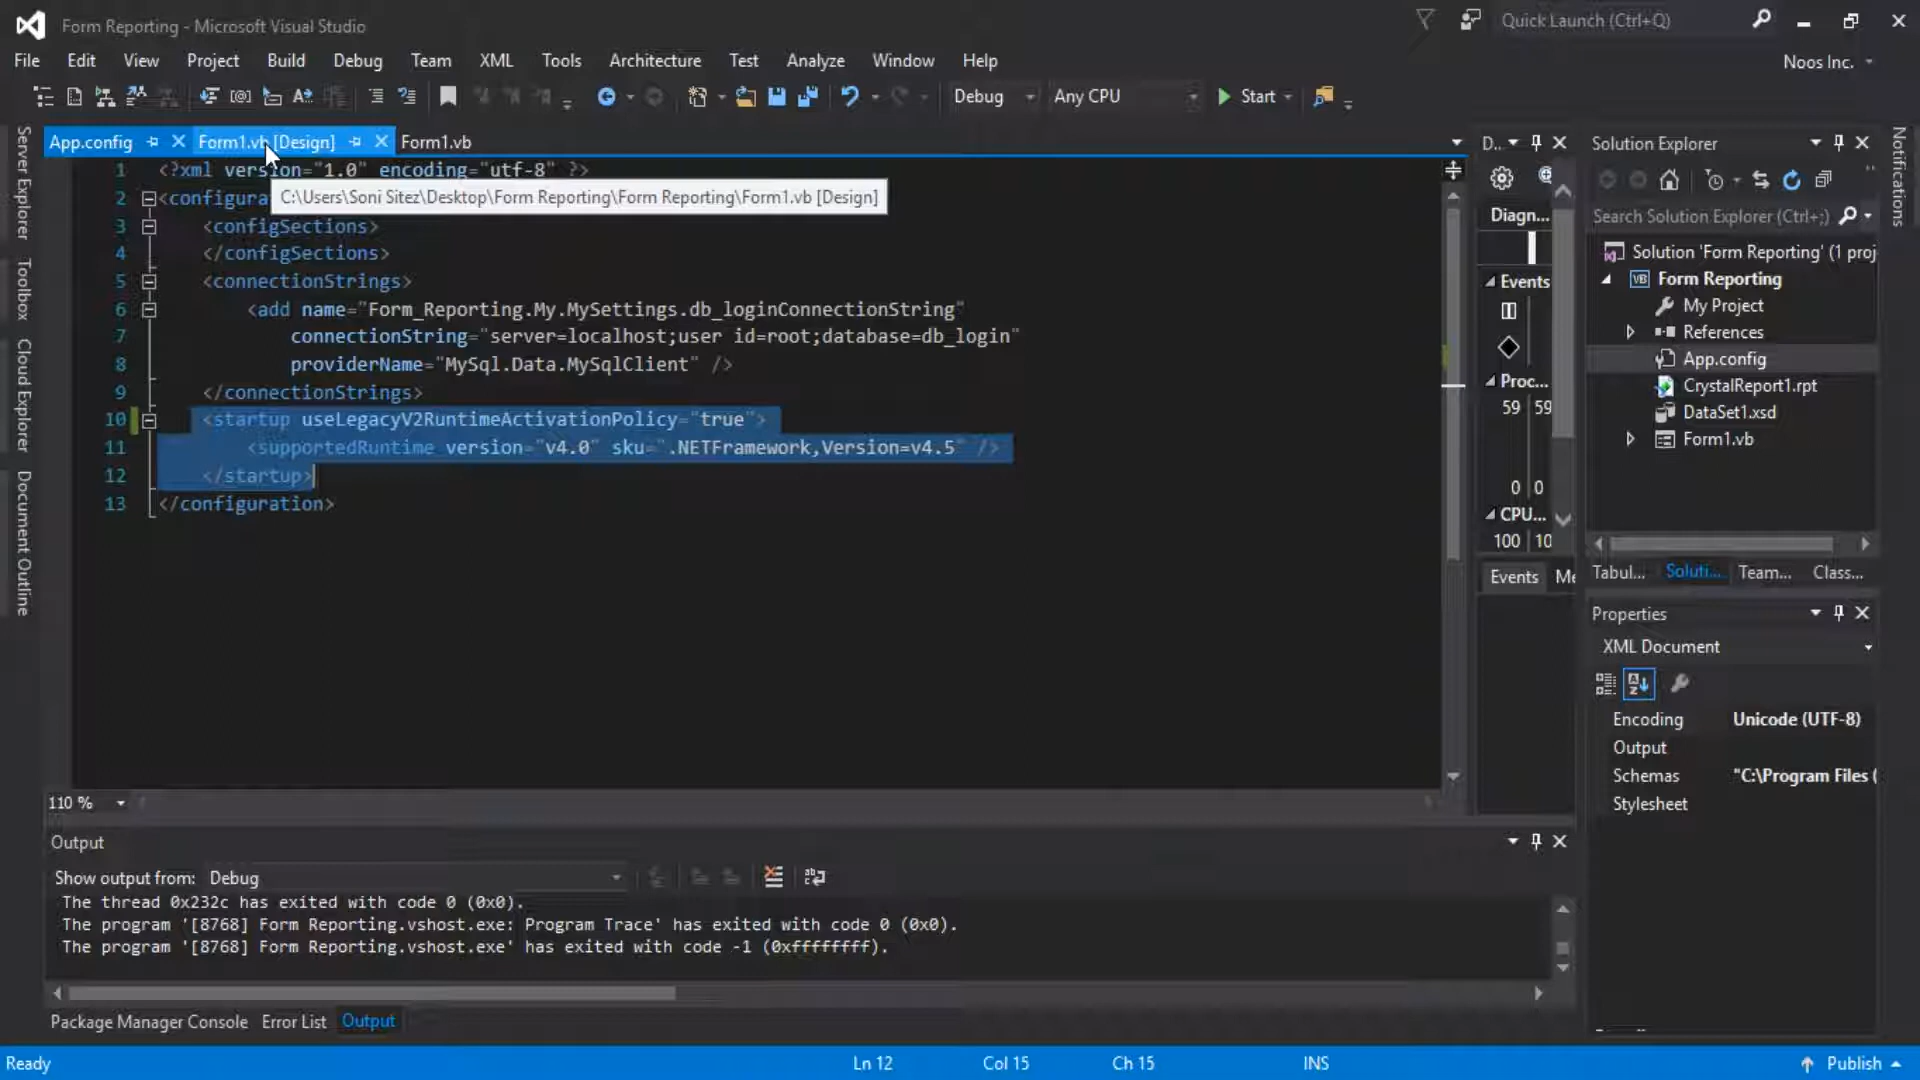 Form Reporting - Microsoft Visual Studio
Quick Launch (Ctrl+Q)
File Edit View Project Build Debug Team XML Tools Architecture Test Analyze Window Help
Noos Inc.
Debug Any CPU Start
App.config Form1.vb [Design] Form1.vb
1 <?xml version="1.0" encoding="utf-8" ?>
2 <configura
C:\Users\Soni Sitez\Desktop\Form Reporting\Form Reporting\Form1.vb [Design]
3 <configSections>
4 </configSections>
5 <connectionStrings>
6 <add name="Form_Reporting.My.MySettings.db_loginConnectionString"
7 connectionString="server=localhost;user id=root;database=db_login"
8 providerName="MySql.Data.MySqlClient" />
9 </connectionStrings>
10 <startup useLegacyV2RuntimeActivationPolicy="true">
11 <supportedRuntime version="v4.0" sku=".NETFramework,Version=v4.5" />
12 </startup>
13 </configuration>
110 %
Server Explorer
Toolbox
Cloud Explorer
Document Outline
D...
Diagn...
Events
Proc...
59 59
0 0
CPU...
100 10
Events Me
Solution Explorer
Search Solution Explorer (Ctrl+;)
Solution 'Form Reporting' (1 proj
Form Reporting
My Project
References
App.config
CrystalReport1.rpt
DataSet1.xsd
Form1.vb
Tabul... Soluti... Team... Class...
Notifications
Properties
XML Document
Encoding Unicode (UTF-8)
Output
Schemas "C:\Program Files (
Stylesheet
Output
Show output from: Debug
The thread 0x232c has exited with code 0 (0x0).
The program '[8768] Form Reporting.vshost.exe: Program Trace' has exited with code 0 (0x0).
The program '[8768] Form Reporting.vshost.exe' has exited with code -1 (0xffffffff).
Package Manager Console Error List Output
Ready Ln 12 Col 15 Ch 15 INS Publish